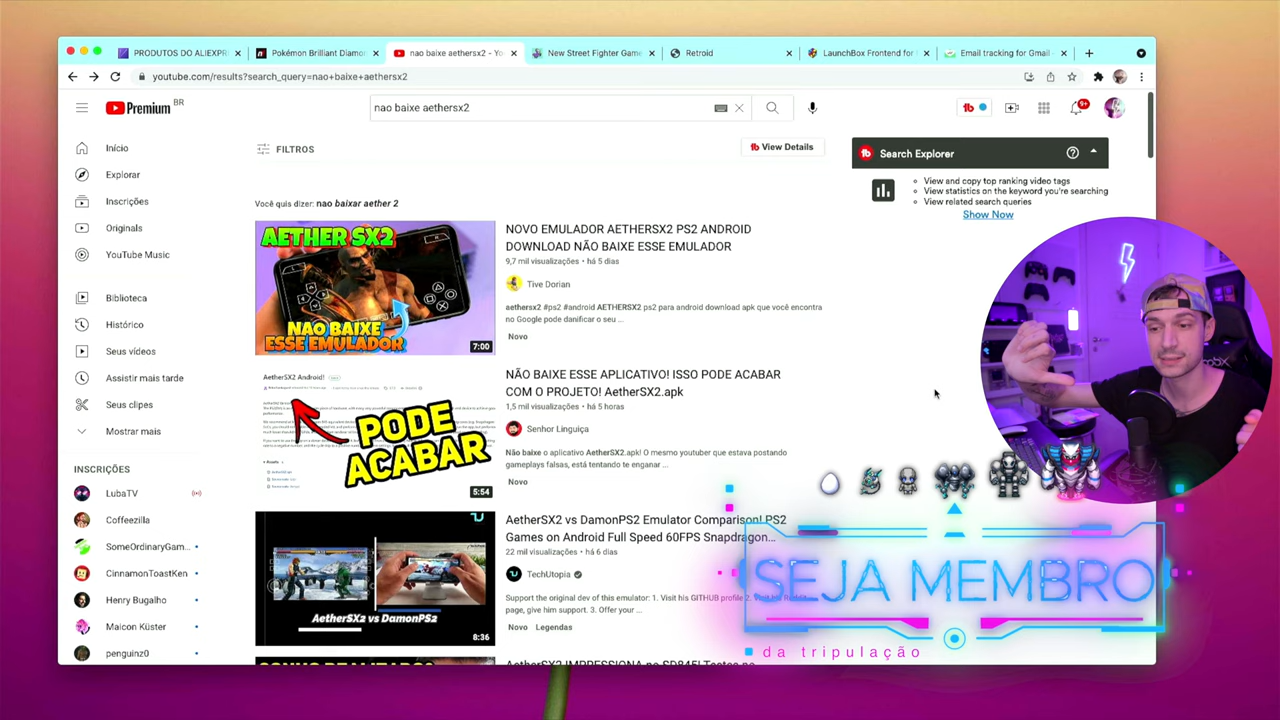 PRODUTOS DO ALIEXPR
Pokémon Brilliant Diamon
nao baixe aethersx2 - Yo
New Street Fighter Game
Retroid
LaunchBox Frontend for
Email tracking for Gmail
youtube.com/results?search_query=nao+baixe+aethersx2
Premium BR
nao baixe aethersx2
9+
Início
Explorar
Inscrições
Originals
YouTube Music
Biblioteca
Histórico
Seus vídeos
Assistir mais tarde
Seus clipes
Mostrar mais
INSCRIÇÕES
LubaTV
Coffeezilla
SomeOrdinaryGam...
CinnamonToastKen
Henry Bugalho
Maicon Küster
penguinz0
FILTROS
View Details
Você quis dizer: nao baixar aether 2
AETHER SX2
NAO BAIXE
ESSE EMULADOR
7:00
NOVO EMULADOR AETHERSX2 PS2 ANDROID
DOWNLOAD NÃO BAIXE ESSE EMULADOR
9,7 mil visualizações • há 5 dias
Tive Dorian
aethersx2 #ps2 #android AETHERSX2 ps2 para android download apk que você encontra
no Google pode danificar o seu ...
Novo
AetherSX2 Android!
PODE
ACABAR
5:54
NÃO BAIXE ESSE APLICATIVO! ISSO PODE ACABAR
COM O PROJETO! AetherSX2.apk
1,5 mil visualizações • há 5 horas
Senhor Linguiça
Não baixe o aplicativo AetherSX2.apk! O mesmo youtuber que estava postando
gameplays falsas, está tentando te enganar ...
Novo
AetherSX2 vs DamonPS2
8:36
AetherSX2 vs DamonPS2 Emulator Comparison! PS2
Games on Android Full Speed 60FPS Snapdragon...
22 mil visualizações • há 6 dias
TechUtopia
Support the original dev of this emulator: 1. Visit his GITHUB profile 2. Visit his
page, give him support. 3. Offer your ...
Novo Legendas
Search Explorer
View and copy top ranking video tags
View statistics on the keyword you're searching
View related search queries
Show Now
SEJA MEMBRO
da tripulação